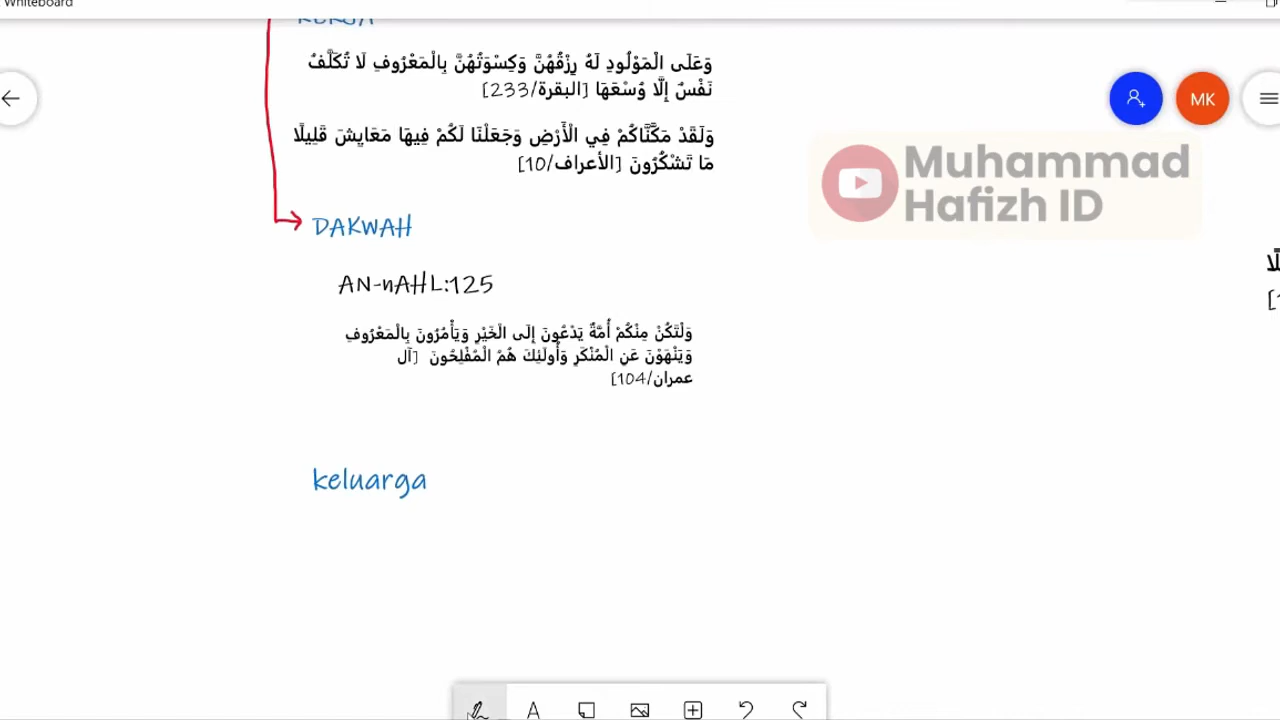 Whiteboard
KERJA
وَعَلَى الْمَوْلُودِ لَهُ رِزْقُهُنَّ وَكِسْوَتُهُنَّ بِالْمَعْرُوفِ لَا تُكَلَّفُ
نَفْسٌ إِلَّا وُسْعَهَا [البقرة/233]
وَلَقَدْ مَكَّنَّاكُمْ فِي الْأَرْضِ وَجَعَلْنَا لَكُمْ فِيهَا مَعَايِشَ قَلِيلًا
مَا تَشْكُرُونَ [الأعراف/10]
MK
Muhammad
Hafizh ID
DAKWAH
AN-nAHL:125
وَلْتَكُنْ مِنْكُمْ أُمَّةٌ يَدْعُونَ إِلَى الْخَيْرِ وَيَأْمُرُونَ بِالْمَعْرُوفِ
وَيَنْهَوْنَ عَنِ الْمُنْكَرِ وَأُولَئِكَ هُمُ الْمُفْلِحُونَ [آل
عمران/104]
keluarga